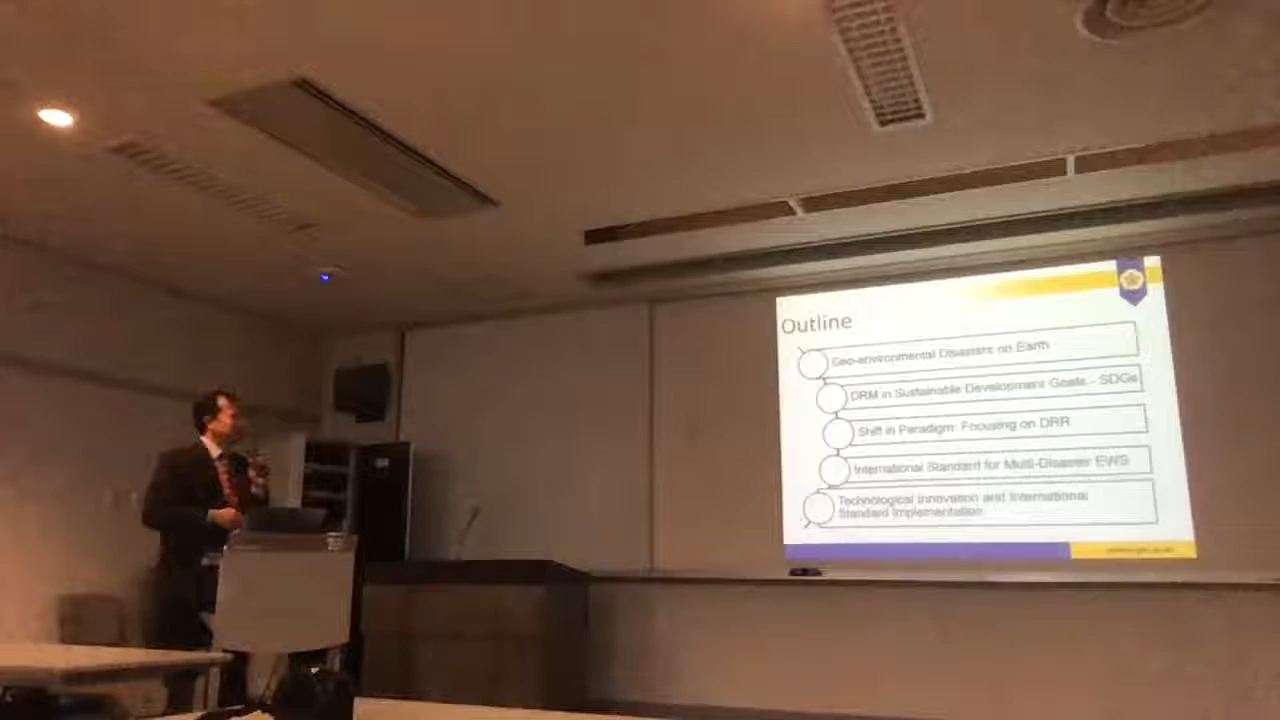 Outline
Geo-environmental Disasters on Earth
DRM in Sustainable Development Goals - SDGs
Shift in Paradigm: Focusing on DRR
International Standard for Multi-Disaster EWS
Technological Innovation and International
Standard Implementation